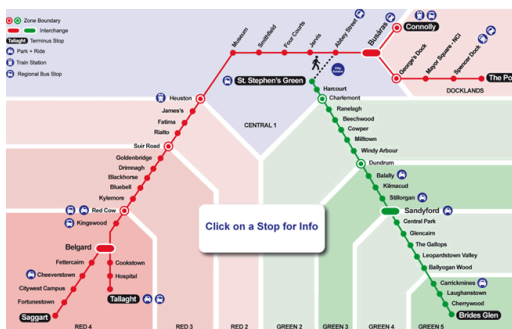 Zone Boundary
Interchange
Tallaght Terminus Stop
Park + Ride
Train Station
Regional Bus Stop
Museum
Smithfield
Four Courts
Jervis
Abbey Street
Busáras
Connolly
George's Dock
Mayor Square - NCI
Spencer Dock
The Po
DOCKLANDS
St. Stephen's Green
Harcourt
Charlemont
Ranelagh
Beechwood
Cowper
Milltown
Windy Arbour
Dundrum
Balally
Kilmacud
Stillorgan
Sandyford
Central Park
Glencairn
The Gallops
Leopardstown Valley
Ballyogan Wood
Carrickmines
Laughanstown
Cherrywood
Brides Glen
CENTRAL 1
Heuston
James's
Fatima
Rialto
Suir Road
Goldenbridge
Drimnagh
Blackhorse
Bluebell
Kylemore
Red Cow
Kingswood
Belgard
Fettercairn
Cheeverstown
Citywest Campus
Fortunestown
Saggart
Cookstown
Hospital
Tallaght
Click on a Stop for Info
RED 4
RED 3
RED 2
GREEN 2
GREEN 3
GREEN 4
GREEN 5